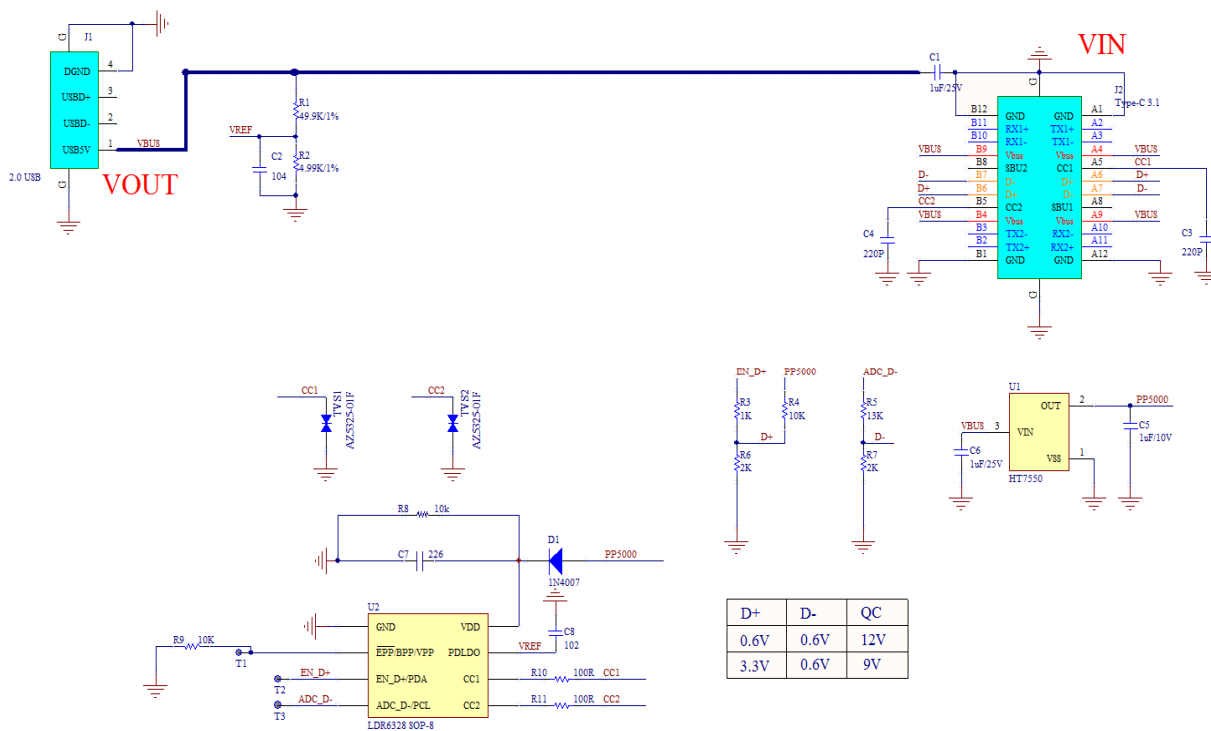 VIN
G
J1
DGND 4
USBD+ 3
USBD- 2
USB5V 1
VBUS
G
2.0 USB
VOUT
R1
49.9K/1%
VREF
C2
104
R2
4.99K/1%
C1
1uF/25V
J2
Type-C 3.1
G
B12 GND
B11 RX1+
B10 RX1-
VBUS B9 Vbus
B8 SBU2
D- B7 D-
D+ B6 D+
CC2 B5 CC2
VBUS B4 Vbus
B3 TX2-
B2 TX2+
B1 GND
GND A1
TX1+ A2
TX1- A3
Vbus A4 VBUS
CC1 A5 CC1
D+ A6 D+
D- A7 D-
SBU1 A8
Vbus A9 VBUS
RX2- A10
RX2+ A11
GND A12
G
C4
220P
C3
220P
CC1
TVS1
AZ5325-01F
CC2
TVS2
AZ5325-01F
EN_D+
PP5000
R3
1K
R4
10K
D+
R6
2K
ADC_D-
R5
13K
D-
R7
2K
U1
OUT 2 PP5000
VBUS 3 VIN
VSS 1
HT7550
C6
1uF/25V
C5
1uF/10V
R8 10k
C7 226
D1
1N4007
PP5000
U2
GND VDD
EPP/BPP/VPP PDLDO
EN_D+/PDA CC1
ADC_D-/PCL CC2
LDR6328 SOP-8
C8
102
VREF
R9 10K
T1
EN_D+
T2
ADC_D-
T3
R10 100R CC1
R11 100R CC2
D+ D- QC
0.6V 0.6V 12V
3.3V 0.6V 9V